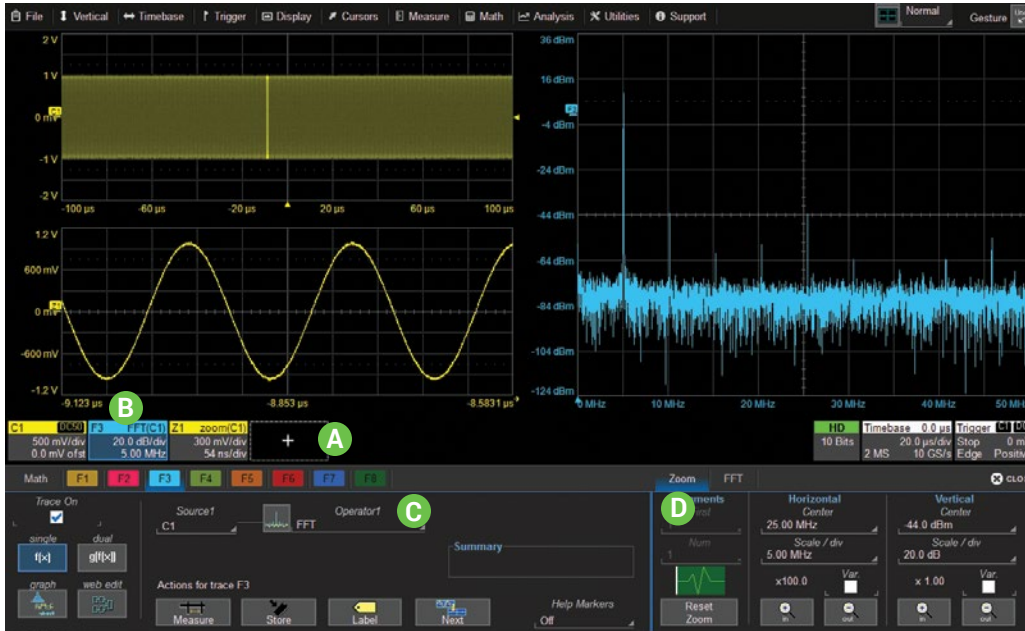 File Vertical Timebase Trigger Display Cursors Measure Math Analysis Utilities Support Normal Gesture
2 V
1 V
C1
0 mV
-1 V
-2 V
-100 µs -60 µs -20 µs 20 µs 60 µs 100 µs
1.2 V
600 mV
0 mV
-600 mV
-1.2 V
-9.123 µs -8.853 µs -8.5831 µs
36 dBm
16 dBm
-4 dBm
-24 dBm
-44 dBm
-64 dBm
-84 dBm
-104 dBm
-124 dBm
0 MHz 10 MHz 20 MHz 30 MHz 40 MHz 50 MH
B
A
C1 DC50 F3 FFT(C1) Z1 zoom(C1) +
500 mV/div 20.0 dB/div 300 mV/div
0.0 mV ofst 5.00 MHz 54 ns/div
HD Timebase 0.0 µs Trigger C1 DC
10 Bits 20.0 µs/div Stop 0 m
2 MS 10 GS/s Edge Positiv
Math F1 F2 F3 F4 F5 F6 F7 F8 Zoom FFT CLO
Trace On
single dual
f(x) g(f(x))
graph web edit
Source1 Operator1 C
C1 FFT
Summary
Actions for trace F3
Measure Store Label Next
Help Markers
Off
D
Num
1
Reset
Zoom
Horizontal
Center
25.00 MHz
Scale / div
5.00 MHz
x100.0 Var.
in out
Vertical
Center
-44.0 dBm
Scale / div
20.0 dB
x 1.00 Var.
in out